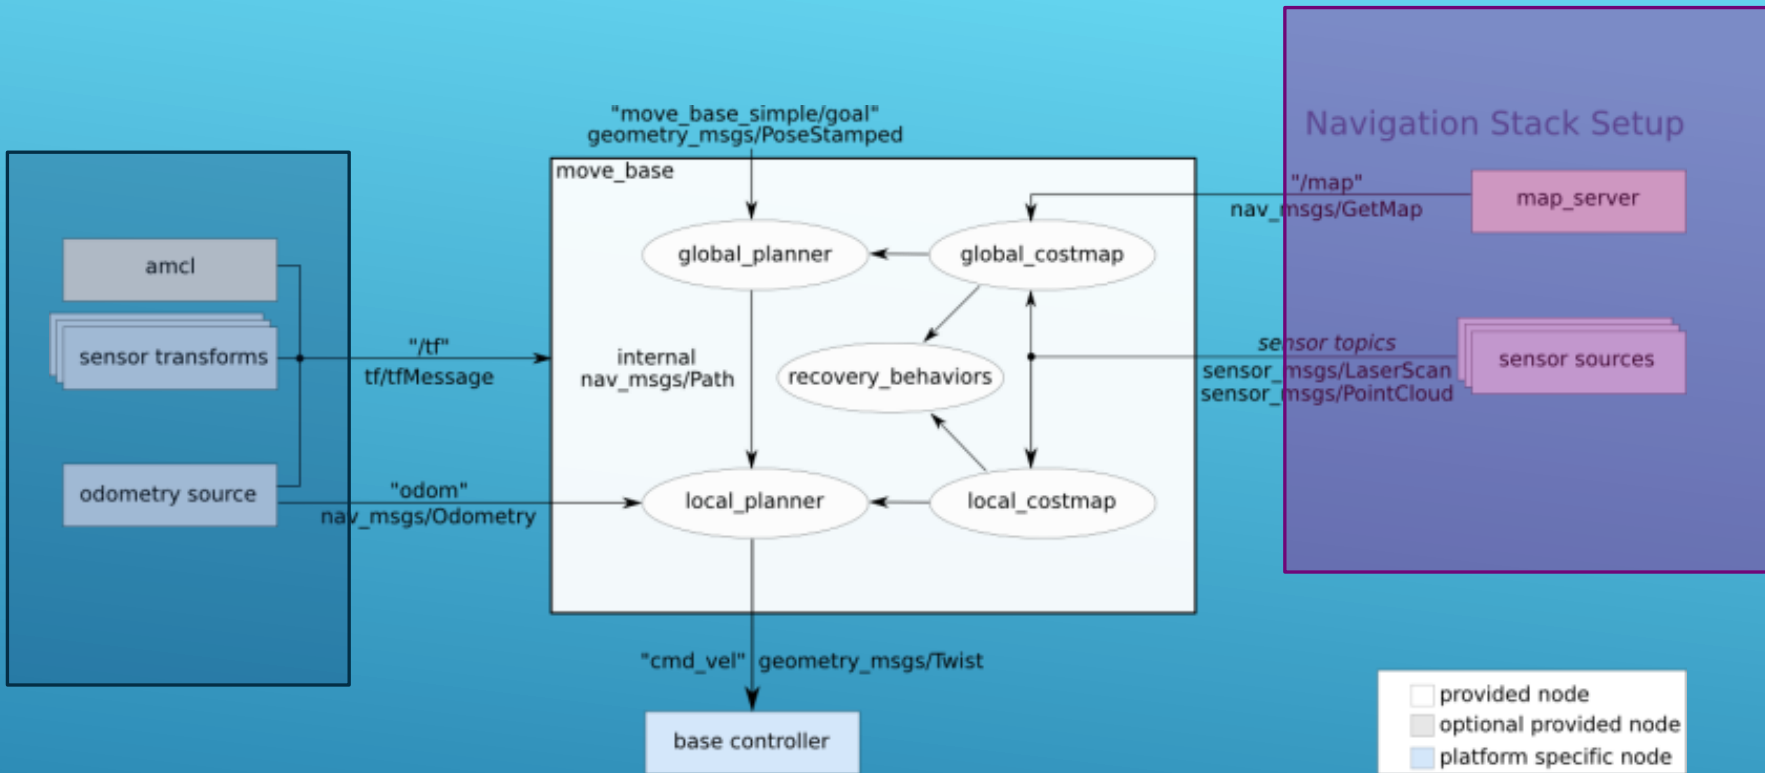 "move_base_simple/goal"
geometry_msgs/PoseStamped
Navigation Stack Setup
move_base
"/map"
nav_msgs/GetMap
map_server
global_planner
global_costmap
amcl
sensor transforms
"/tf"
tf/tfMessage
internal
nav_msgs/Path
recovery_behaviors
sensor topics
sensor_msgs/LaserScan
sensor_msgs/PointCloud
sensor sources
odometry source
"odom"
nav_msgs/Odometry
local_planner
local_costmap
"cmd_vel" geometry_msgs/Twist
base controller
provided node
optional provided node
platform specific node